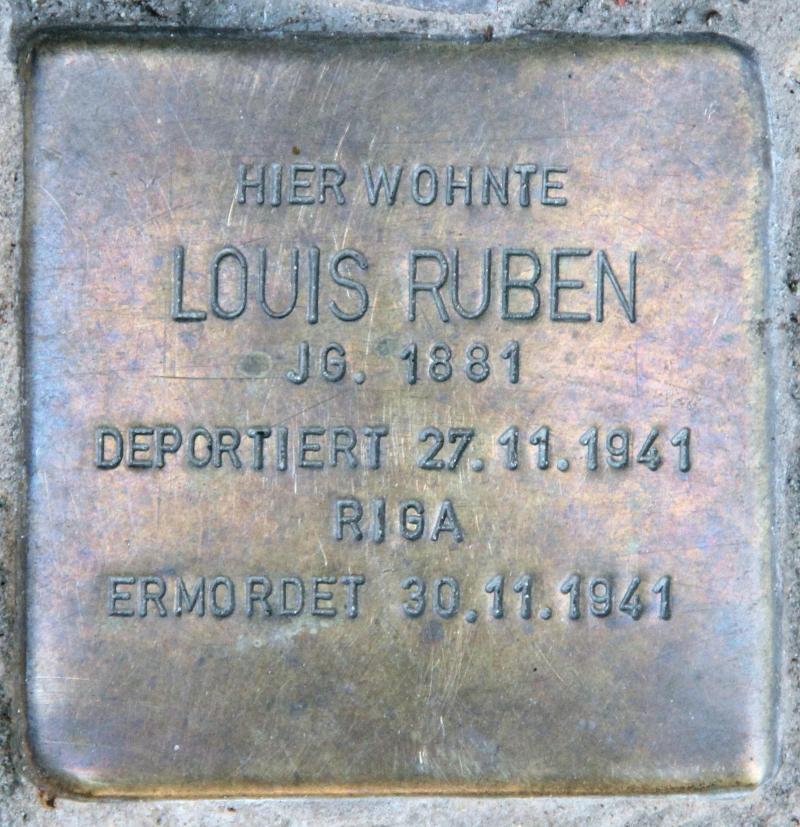 HIER WOHNTE
LOUIS RUBEN
JG. 1881
DEPORTIERT 27.11.1941
RIGA
ERMORDET 30.11.1941